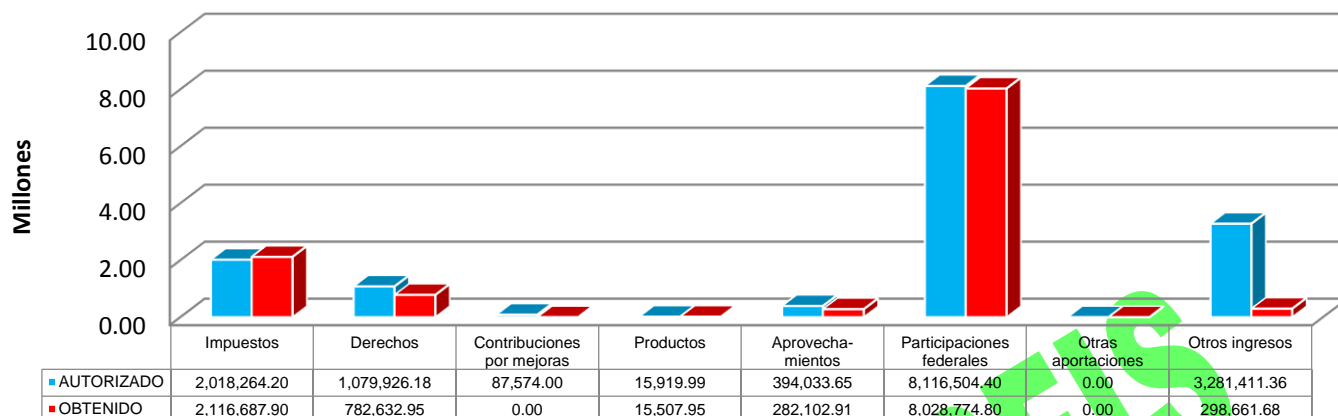 10.00
8.00
6.00
4.00
2.00
0.00
Millones
Impuestos Derechos Contribuciones por mejoras Productos Aprovecha-mientos Participaciones federales Otras aportaciones Otros ingresos
AUTORIZADO 2,018,264.20 1,079,926.18 87,574.00 15,919.99 394,033.65 8,116,504.40 0.00 3,281,411.36
OBTENIDO 2,116,687.90 782,632.95 0.00 15,507.95 282,102.91 8,028,774.80 0.00 298,661.68